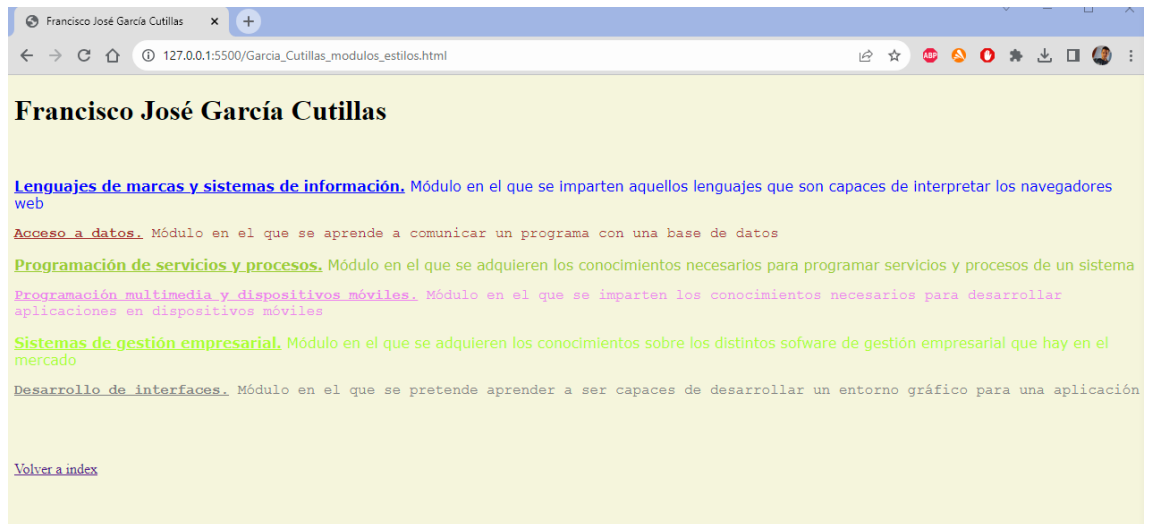 Francisco José García Cutillas
127.0.0.1:5500/Garcia_Cutillas_modulos_estilos.html
ABP
Francisco José García Cutillas
Lenguajes de marcas y sistemas de información. Módulo en el que se imparten aquellos lenguajes que son capaces de interpretar los navegadores
web
Acceso a datos. Módulo en el que se aprende a comunicar un programa con una base de datos
Programación de servicios y procesos. Módulo en el que se adquieren los conocimientos necesarios para programar servicios y procesos de un sistema
Programación multimedia y dispositivos móviles. Módulo en el que se imparten los conocimientos necesarios para desarrollar
aplicaciones en dispositivos móviles
Sistemas de gestión empresarial. Módulo en el que se adquieren los conocimientos sobre los distintos sofware de gestión empresarial que hay en el
mercado
Desarrollo de interfaces. Módulo en el que se pretende aprender a ser capaces de desarrollar un entorno gráfico para una aplicación
Volver a index